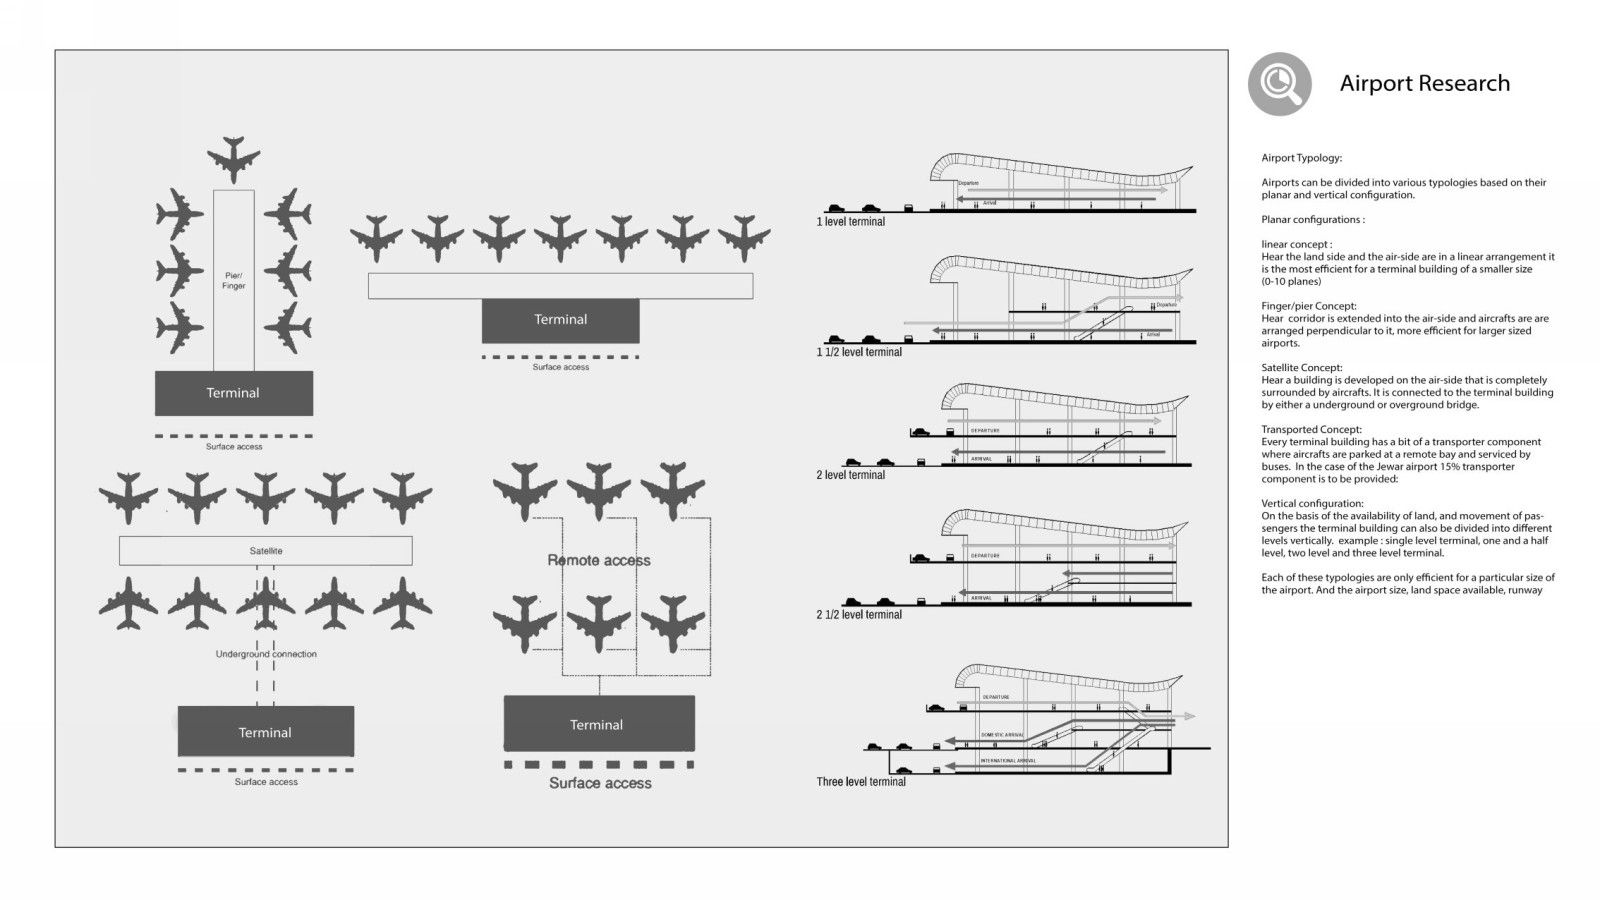 Airport Research
Airport Typology:
Airports can be divided into various typologies based on their
planar and vertical configuration.
Planar configurations :
linear concept :
Hear the land side and the air-side are in a linear arrangement it
is the most efficient for a terminal building of a smaller size
(0-10 planes)
Finger/pier Concept:
Hear corridor is extended into the air-side and aircrafts are are
arranged perpendicular to it, more efficient for larger sized
airports.
Satellite Concept:
Hear a building is developed on the air-side that is completely
surrounded by aircrafts. It is connected to the terminal building
by either a underground or overground bridge.
Transported Concept:
Every terminal building has a bit of a transporter component
where aircrafts are parked at a remote bay and serviced by
buses. In the case of the Jewar airport 15% transporter
component is to be provided:
Vertical configuration:
On the basis of the availability of land, and movement of pas-
sengers the terminal building can also be divided into different
levels vertically. example : single level terminal, one and a half
level, two level and three level terminal.
Each of these typologies are only efficient for a particular size of
the airport. And the airport size, land space available, runway
Pier/
Finger
Terminal
Surface access
Terminal
Surface access
Satellite
Underground connection
Terminal
Surface access
Remote access
Terminal
Surface access
Departure
Arrival
1 level terminal
Departure
Arrival
1 1/2 level terminal
DEPARTURE
ARRIVAL
2 level terminal
DEPARTURE
ARRIVAL
2 1/2 level terminal
DEPARTURE
DOMESTIC ARRIVAL
INTERNATIONAL ARRIVAL
Three level terminal